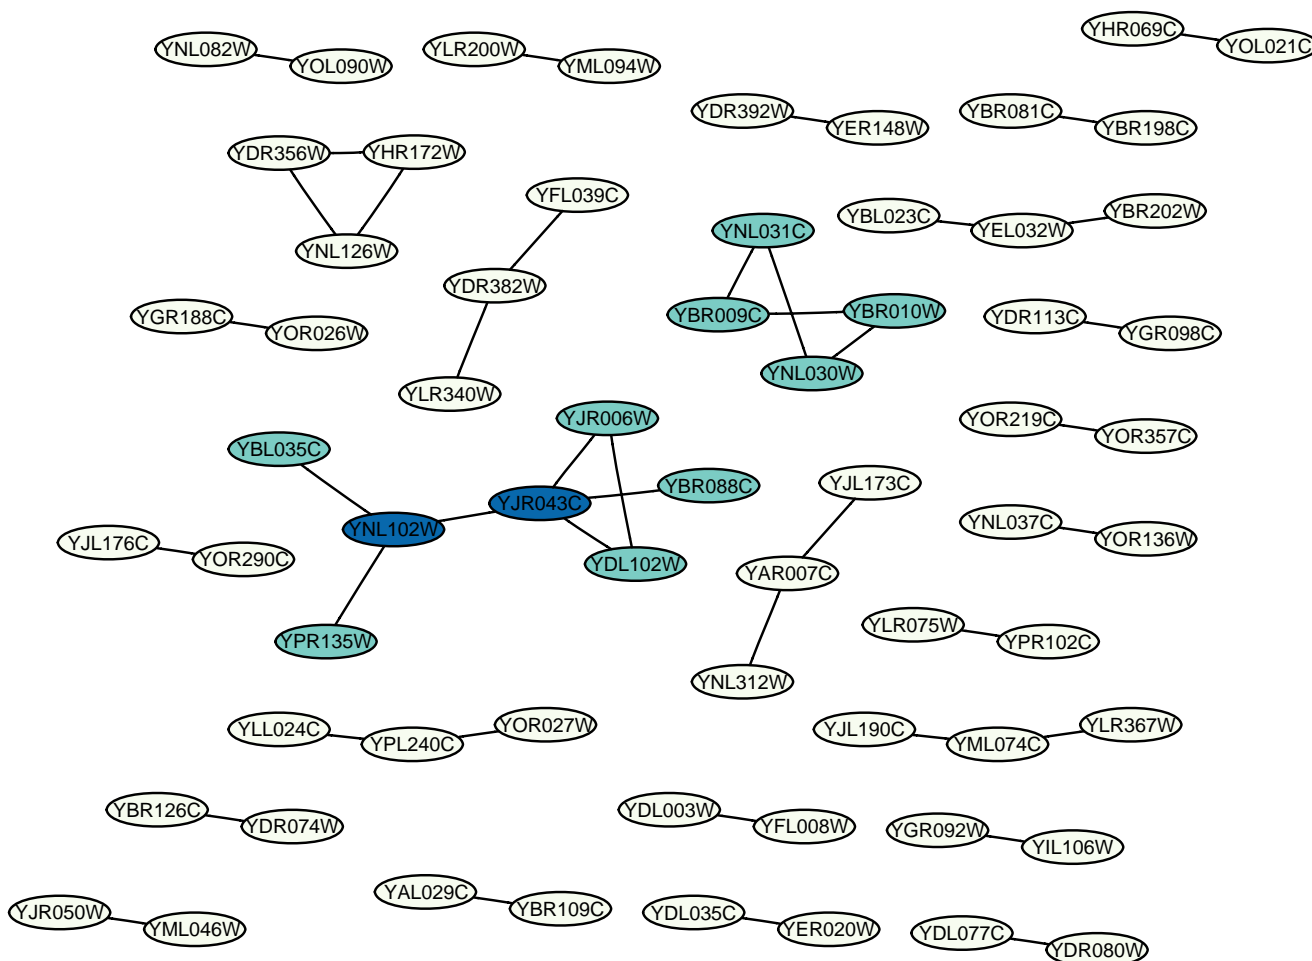 YHR069C
YOL021C
YNL082W
YOL090W
YLR200W
YML094W
YDR392W
YER148W
YBR081C
YBR198C
YDR356W
YHR172W
YNL126W
YFL039C
YDR382W
YLR340W
YNL031C
YBR009C
YBR010W
YNL030W
YBL023C
YEL032W
YBR202W
YGR188C
YOR026W
YDR113C
YGR098C
YJR006W
YBL035C
YJR043C
YBR088C
YNL102W
YDL102W
YPR135W
YOR219C
YOR357C
YJL173C
YAR007C
YNL312W
YNL037C
YOR136W
YJL176C
YOR290C
YLR075W
YPR102C
YLL024C
YPL240C
YOR027W
YJL190C
YML074C
YLR367W
YBR126C
YDR074W
YDL003W
YFL008W
YGR092W
YIL106W
YJR050W
YML046W
YAL029C
YBR109C
YDL035C
YER020W
YDL077C
YDR080W